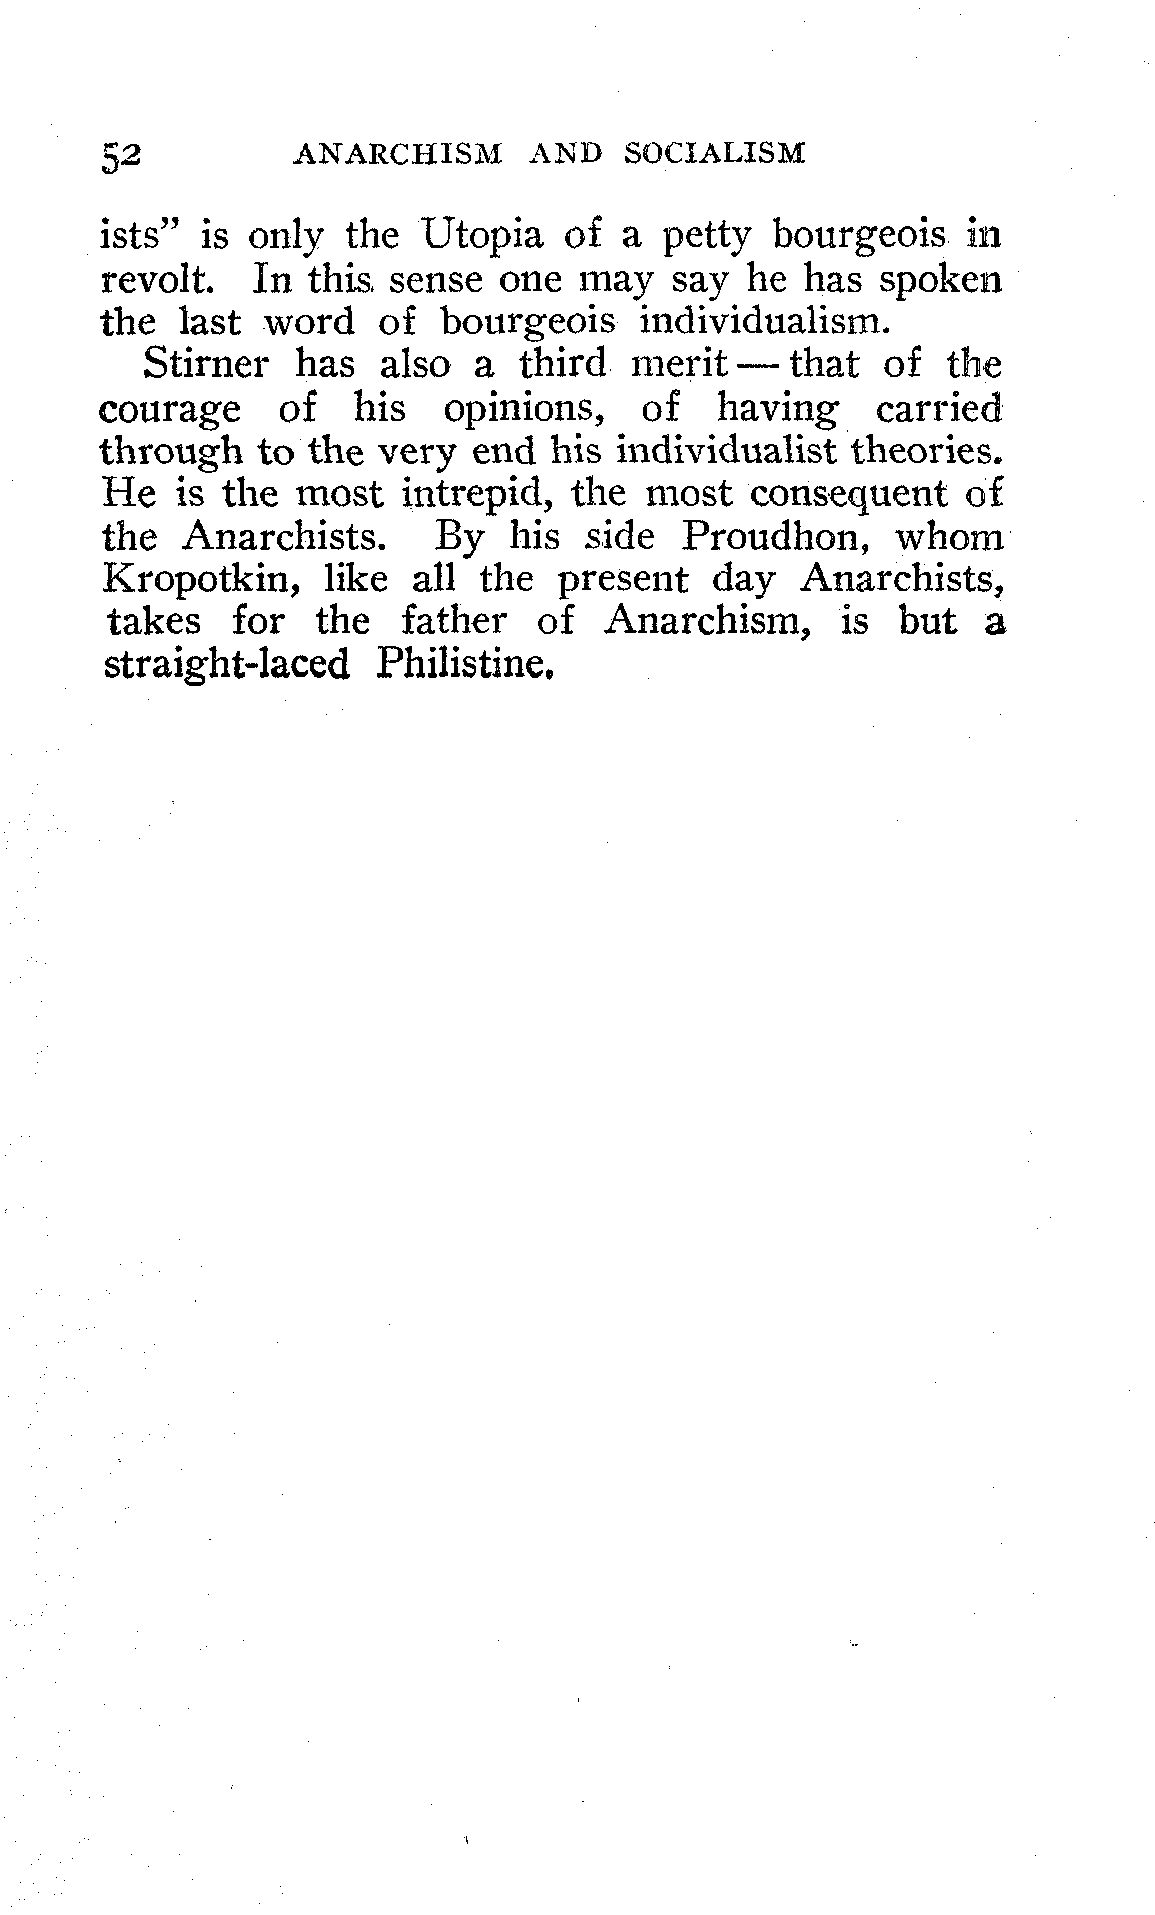 52 ANARCHISM AND SOCIALISM
ists” is only the Utopia of a petty bourgeois in
revolt. In this sense one may say he has spoken
the last word of bourgeois individualism.
Stirner has also a third merit — that of the
courage of his opinions, of having carried
through to the very end his individualist theories.
He is the most intrepid, the most consequent of
the Anarchists. By his side Proudhon, whom
Kropotkin, like all the present day Anarchists,
takes for the father of Anarchism, is but a
straight-laced Philistine.